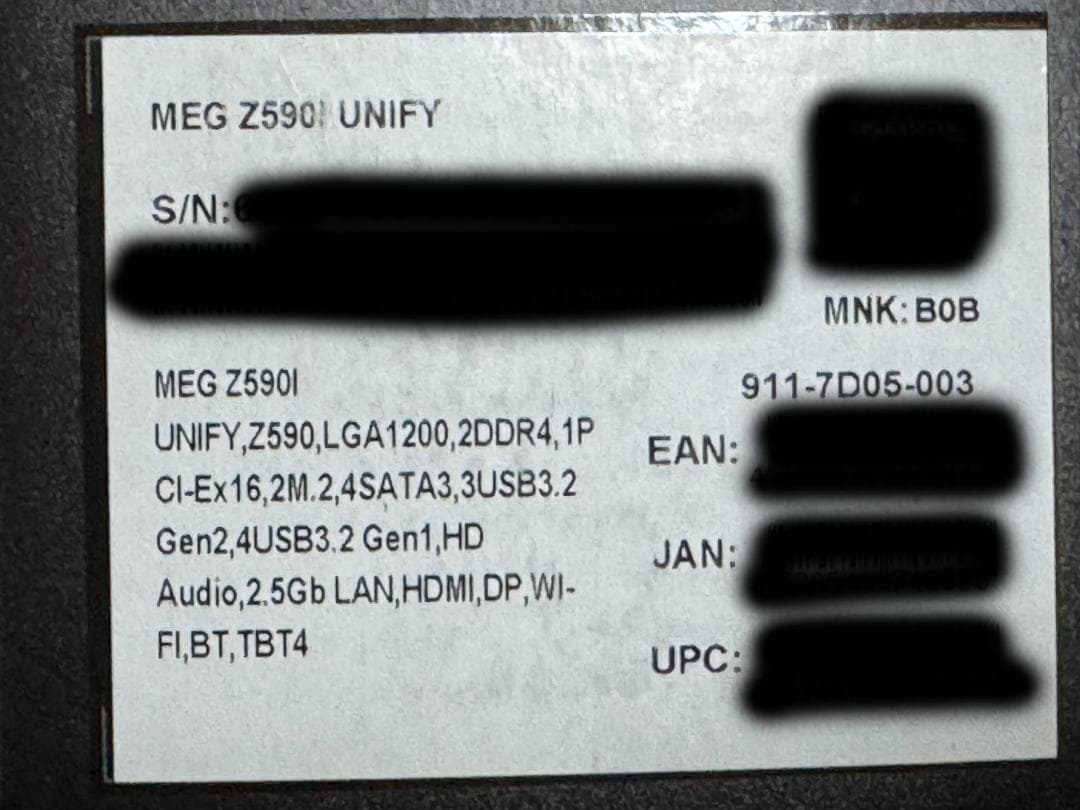 MEG Z590I UNIFY
S/N:6
MNK: B0B
MEG Z590I
UNIFY,Z590,LGA1200,2DDR4,1P
CI-Ex16,2M.2,4SATA3,3USB3.2
Gen2,4USB3.2 Gen1,HD
Audio,2.5Gb LAN,HDMI,DP,WI-
FI,BT,TBT4
911-7D05-003
EAN:
JAN:
UPC: